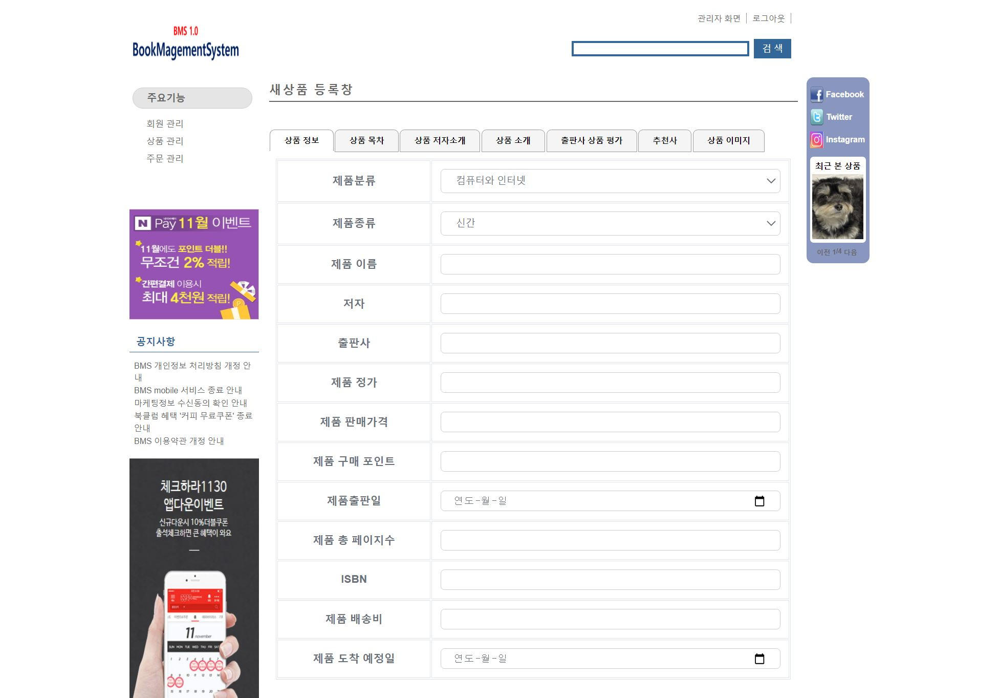 관리자 화면
로그아웃
BMS 1.0
BookMagementSystem
검 색
주요기능
회원 관리
상품 관리
주문 관리
N Pay 11월 이벤트
네이버페이
11월에도 포인트 더블!!
무조건 2% 적립!
간편결제 이용시
최대 4천원 적립!
P
공지사항
BMS 개인정보 처리방침 개정 안
내
BMS mobile 서비스 종료 안내
마케팅정보 수신동의 확인 안내
북클럽 혜택 '커피 무료쿠폰' 종료
안내
BMS 이용약관 개정 안내
체크하라1130
앱다운이벤트
신규다운시 10%더블쿠폰
출석체크하면 큰 혜택이 와요
11 november
SUN MON TUE WED THU FRI SAT
새상품 등록창
상품 정보
상품 목차
상품 저자소개
상품 소개
출판사 상품 평가
추천사
상품 이미지
제품분류
컴퓨터와 인터넷
제품종류
신간
제품 이름
저자
출판사
제품 정가
제품 판매가격
제품 구매 포인트
제품출판일
연도-월-일
제품 총 페이지수
ISBN
제품 배송비
제품 도착 예정일
연도-월-일
Facebook
Twitter
Instagram
최근 본 상품
이전 1/4 다음